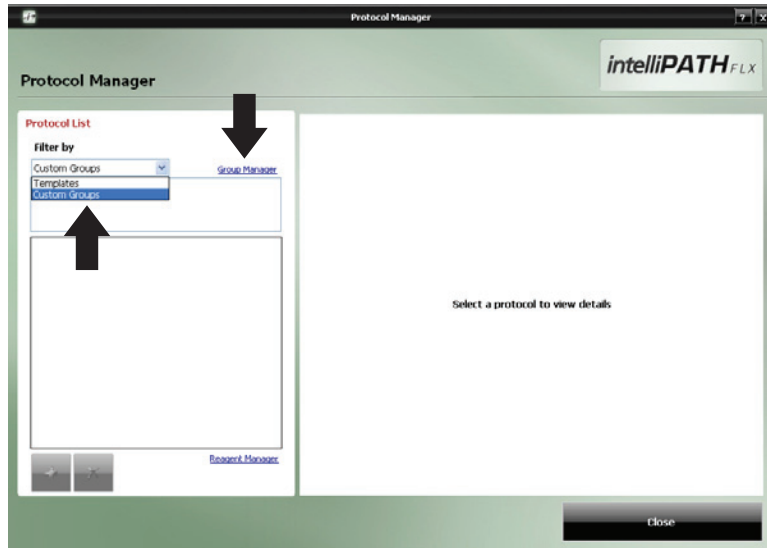 Protocol Manager
? X
intelliPATH FLX
Protocol Manager
Protocol List
Filter by
Custom Groups
Group Manager
Templates
Custom Groups
Select a protocol to view details
Reagent Manager
Close